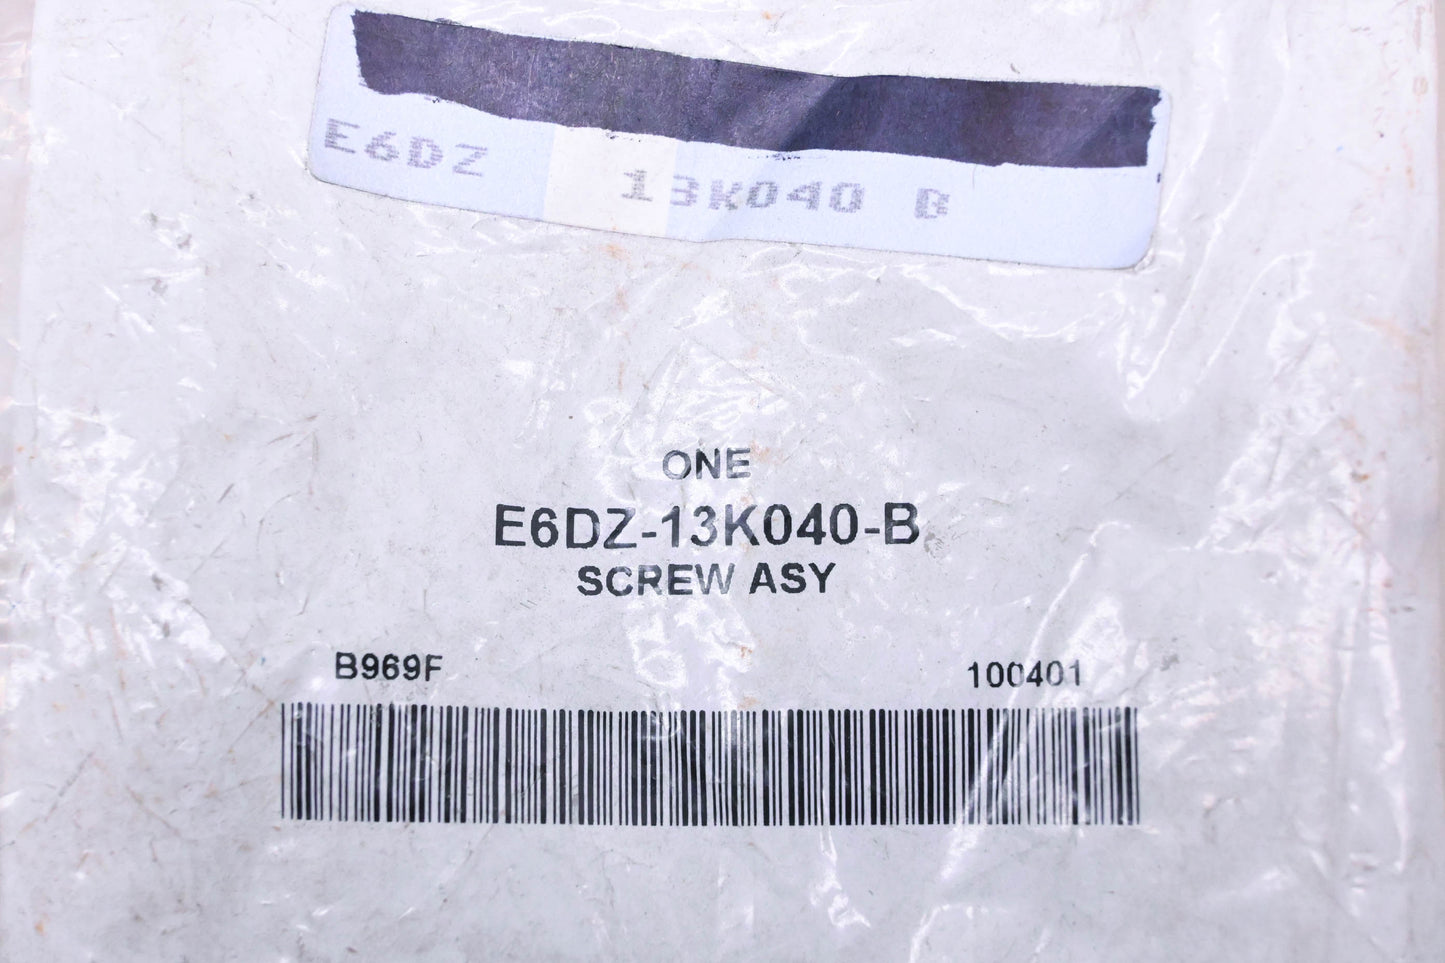 E6DZ 13K040 B
ONE
E6DZ-13K040-B
SCREW ASY
B969F 100401